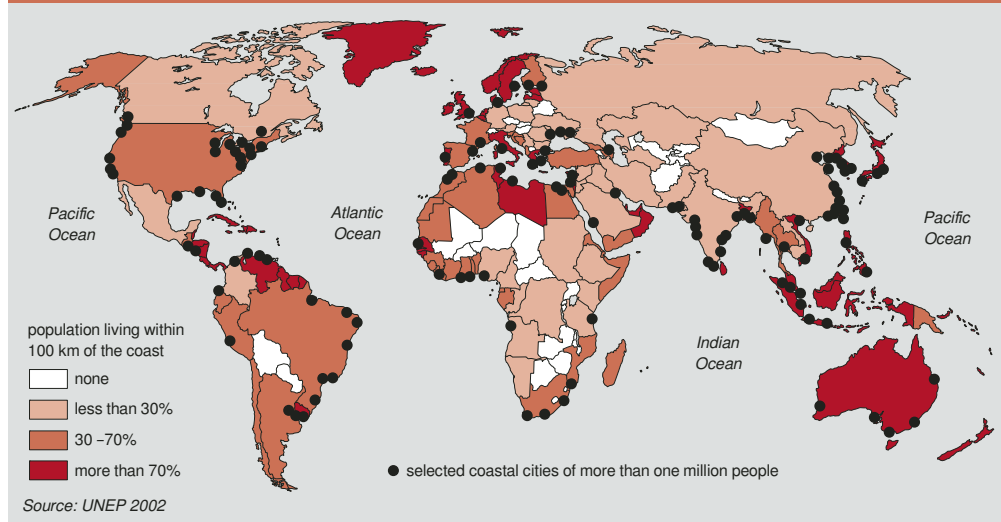 Pacific
Ocean
Atlantic
Ocean
Pacific
Ocean
Indian
Ocean
population living within
100 km of the coast
none
less than 30%
30 –70%
more than 70%
selected coastal cities of more than one million people
Source: UNEP 2002